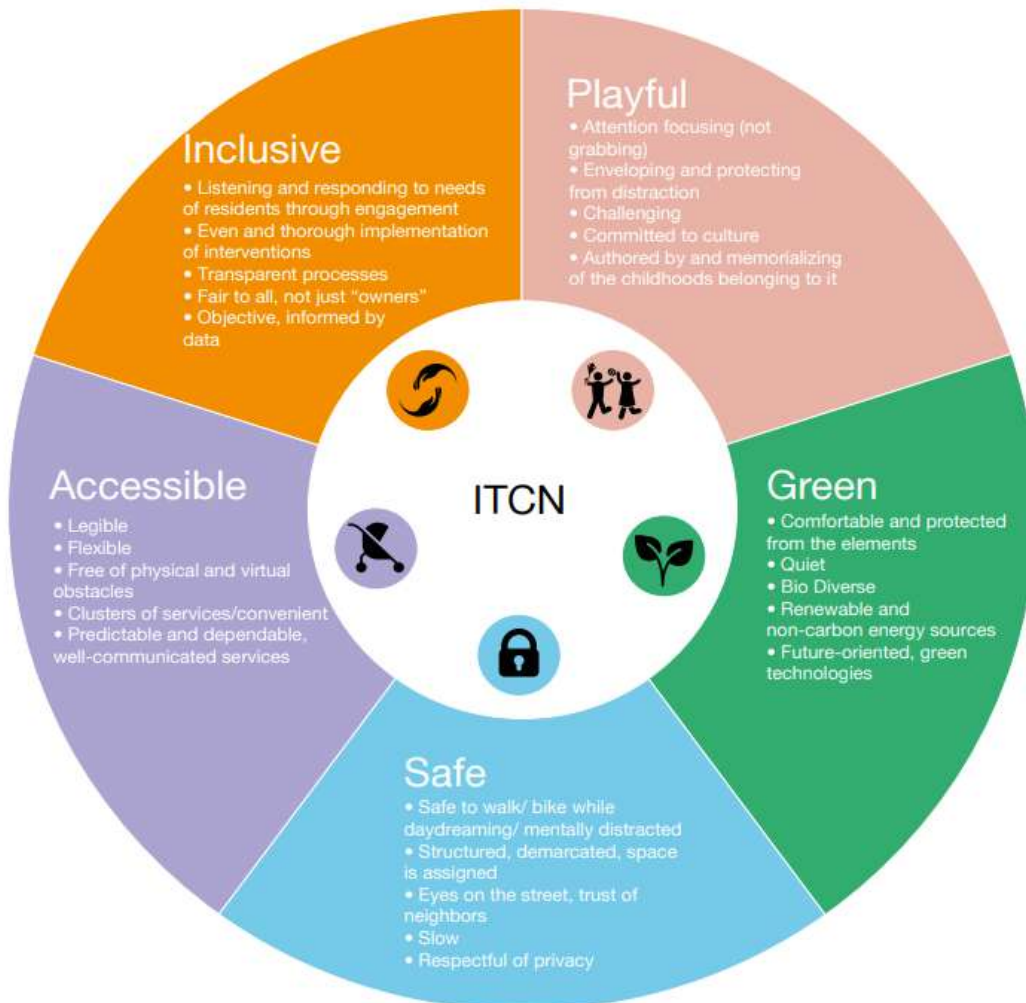 Inclusive
• Listening and responding to needs
of residents through engagement
• Even and thorough implementation
of interventions
• Transparent processes
• Fair to all, not just “owners”
• Objective, informed by
data
Playful
• Attention focusing (not
grabbing)
• Enveloping and protecting
from distraction
• Challenging
• Committed to culture
• Authored by and memorializing
of the childhoods belonging to it
Accessible
• Legible
• Flexible
• Free of physical and virtual
obstacles
• Clusters of services/convenient
• Predictable and dependable,
well-communicated services
ITCN
Green
• Comfortable and protected
from the elements
• Quiet
• Bio Diverse
• Renewable and
non-carbon energy sources
• Future-oriented, green
technologies
Safe
• Safe to walk/ bike while
daydreaming/ mentally distracted
• Structured, demarcated, space
is assigned
• Eyes on the street, trust of
neighbors
• Slow
• Respectful of privacy